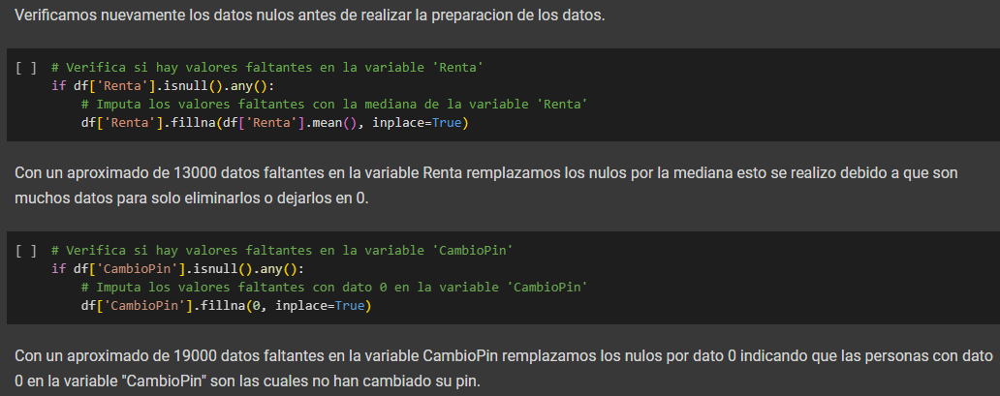 Verificamos nuevamente los datos nulos antes de realizar la preparacion de los datos.
[ ] # Verifica si hay valores faltantes en la variable 'Renta'
if df['Renta'].isnull().any():
# Imputa los valores faltantes con la mediana de la variable 'Renta'
df['Renta'].fillna(df['Renta'].mean(), inplace=True)
Con un aproximado de 13000 datos faltantes en la variable Renta remplazamos los nulos por la mediana esto se realizo debido a que son
muchos datos para solo eliminarlos o dejarlos en 0.
[ ] # Verifica si hay valores faltantes en la variable 'CambioPin'
if df['CambioPin'].isnull().any():
# Imputa los valores faltantes con dato 0 en la variable 'CambioPin'
df['CambioPin'].fillna(0, inplace=True)
Con un aproximado de 19000 datos faltantes en la variable CambioPin remplazamos los nulos por dato 0 indicando que las personas con dato
0 en la variable "CambioPin" son las cuales no han cambiado su pin.